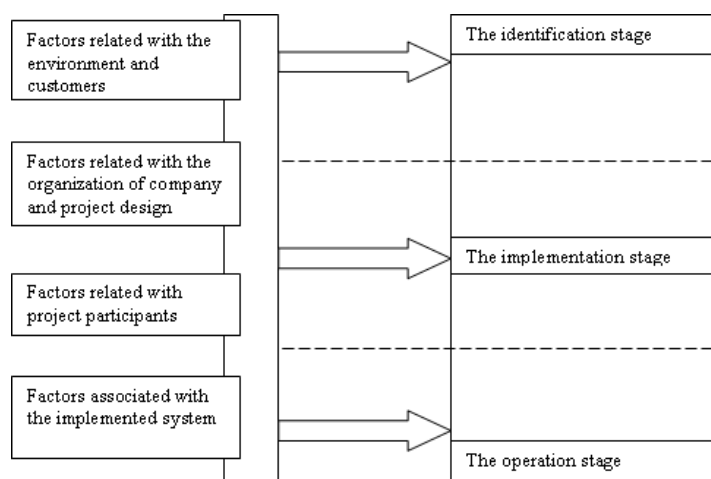 Factors related with the
environment and
customers
The identification stage
Factors related with the
organization of company
and project design
The implementation stage
Factors related with
project participants
Factors associated with
the implemented system
The operation stage